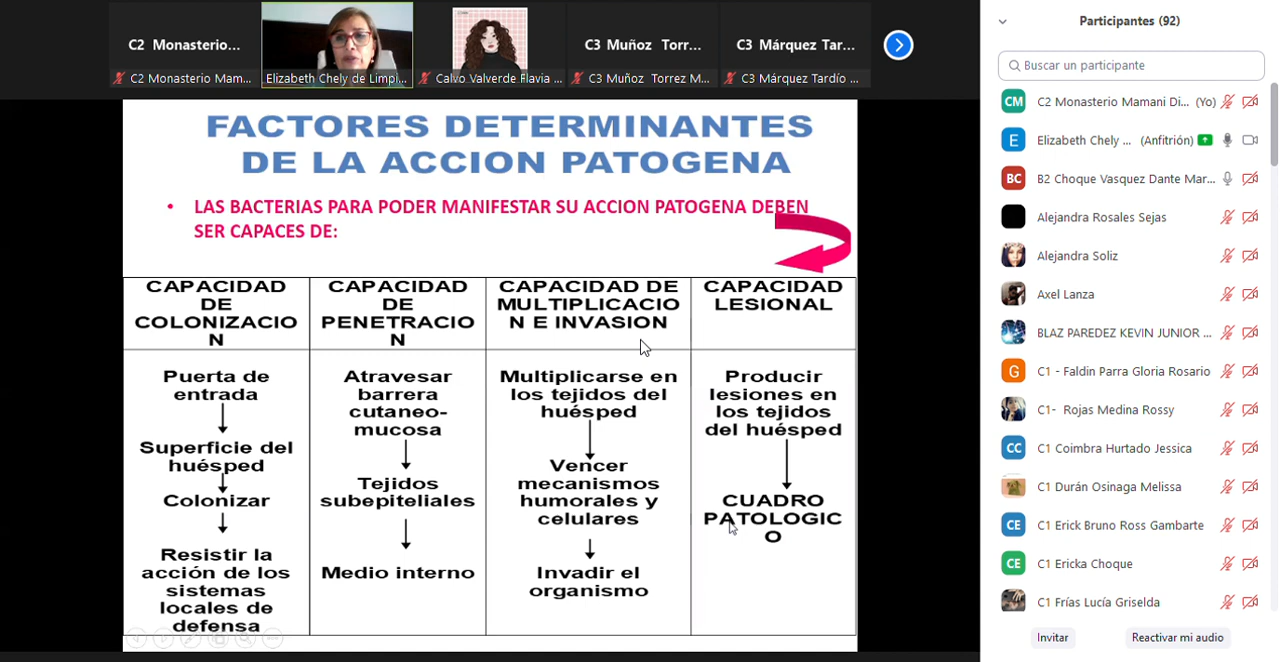 C2 Monasterio...
C3 Muñoz Torr...
C3 Márquez Tar...
C2 Monasterio Mam...
Elizabeth Chely de Limpi...
Calvo Valverde Flavia ...
C3 Muñoz Torrez M...
C3 Márquez Tardío ...
FACTORES DETERMINANTES
DE LA ACCION PATOGENA
• LAS BACTERIAS PARA PODER MANIFESTAR SU ACCION PATOGENA DEBEN
SER CAPACES DE:
CAPACIDAD
DE
COLONIZACIO
N
CAPACIDAD
DE
PENETRACIO
N
CAPACIDAD DE
MULTIPLICACIO
N E INVASION
CAPACIDAD
LESIONAL
Puerta de
entrada
Superficie del
huésped
Colonizar
Resistir la
acción de los
sistemas
locales de
defensa
Atravesar
barrera
cutaneo-
mucosa
Tejidos
subepiteliales
Medio interno
Multiplicarse en
los tejidos del
huésped
Vencer
mecanismos
humorales y
celulares
Invadir el
organismo
Producir
lesiones en
los tejidos
del huésped
CUADRO
PATOLOGIC
O
Participantes (92)
Buscar un participante
CM C2 Monasterio Mamani Di... (Yo)
E Elizabeth Chely ... (Anfitrión)
BC B2 Choque Vasquez Dante Mar...
Alejandra Rosales Sejas
Alejandra Soliz
Axel Lanza
BLAZ PAREDEZ KEVIN JUNIOR ...
G C1 - Faldin Parra Gloria Rosario
C1- Rojas Medina Rossy
CC C1 Coimbra Hurtado Jessica
C1 Durán Osinaga Melissa
CE C1 Erick Bruno Ross Gambarte
CE C1 Ericka Choque
C1 Frías Lucía Griselda
Invitar
Reactivar mi audio